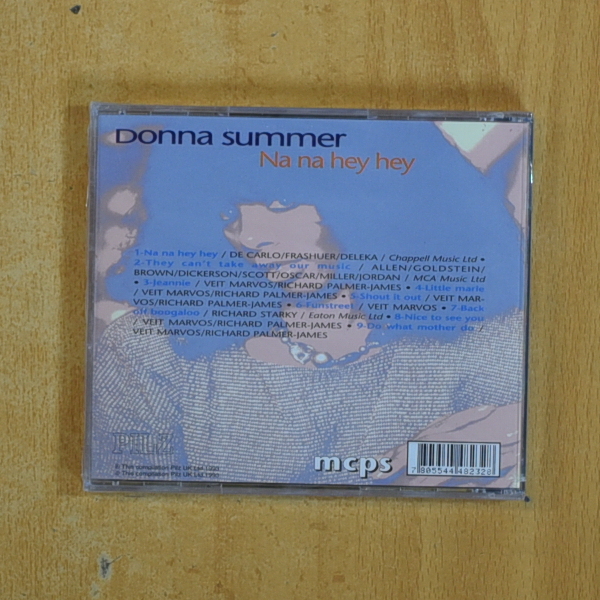 Donna summer
Na na hey hey
1-Na na hey hey / DE CARLO/FRASHUER/DELEKA / Chappell Music Ltd •
2-They can't take away our music / ALLEN/GOLDSTEIN/
BROWN/DICKERSON/SCOTT/OSCAR/MILLER/JORDAN / MCA Music Ltd
• 3-Jeannie / VEIT MARVOS/RICHARD PALMER-JAMES • 4-Little marie
/ VEIT MARVOS/RICHARD PALMER-JAMES • 5-Shout it out / VEIT MAR-
VOS/RICHARD PALMER-JAMES • 6-Funstreet / VEIT MARVOS • 7-Back
off boogaloo / RICHARD STARKY / Eaton Music Ltd • 8-Nice to see you
/ VEIT MARVOS/RICHARD PALMER-JAMES • 9-Do what mother do /
VEIT MARVOS/RICHARD PALMER-JAMES
mcps
7 805544 482320